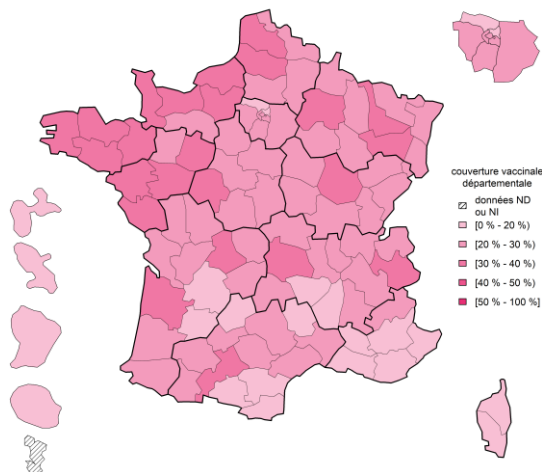 couverture vaccinale
départementale
données ND
ou NI
[0 % - 20 %)
[20 % - 30 %)
[30 % - 40 %)
[40 % - 50 %)
[50 % - 100 %]